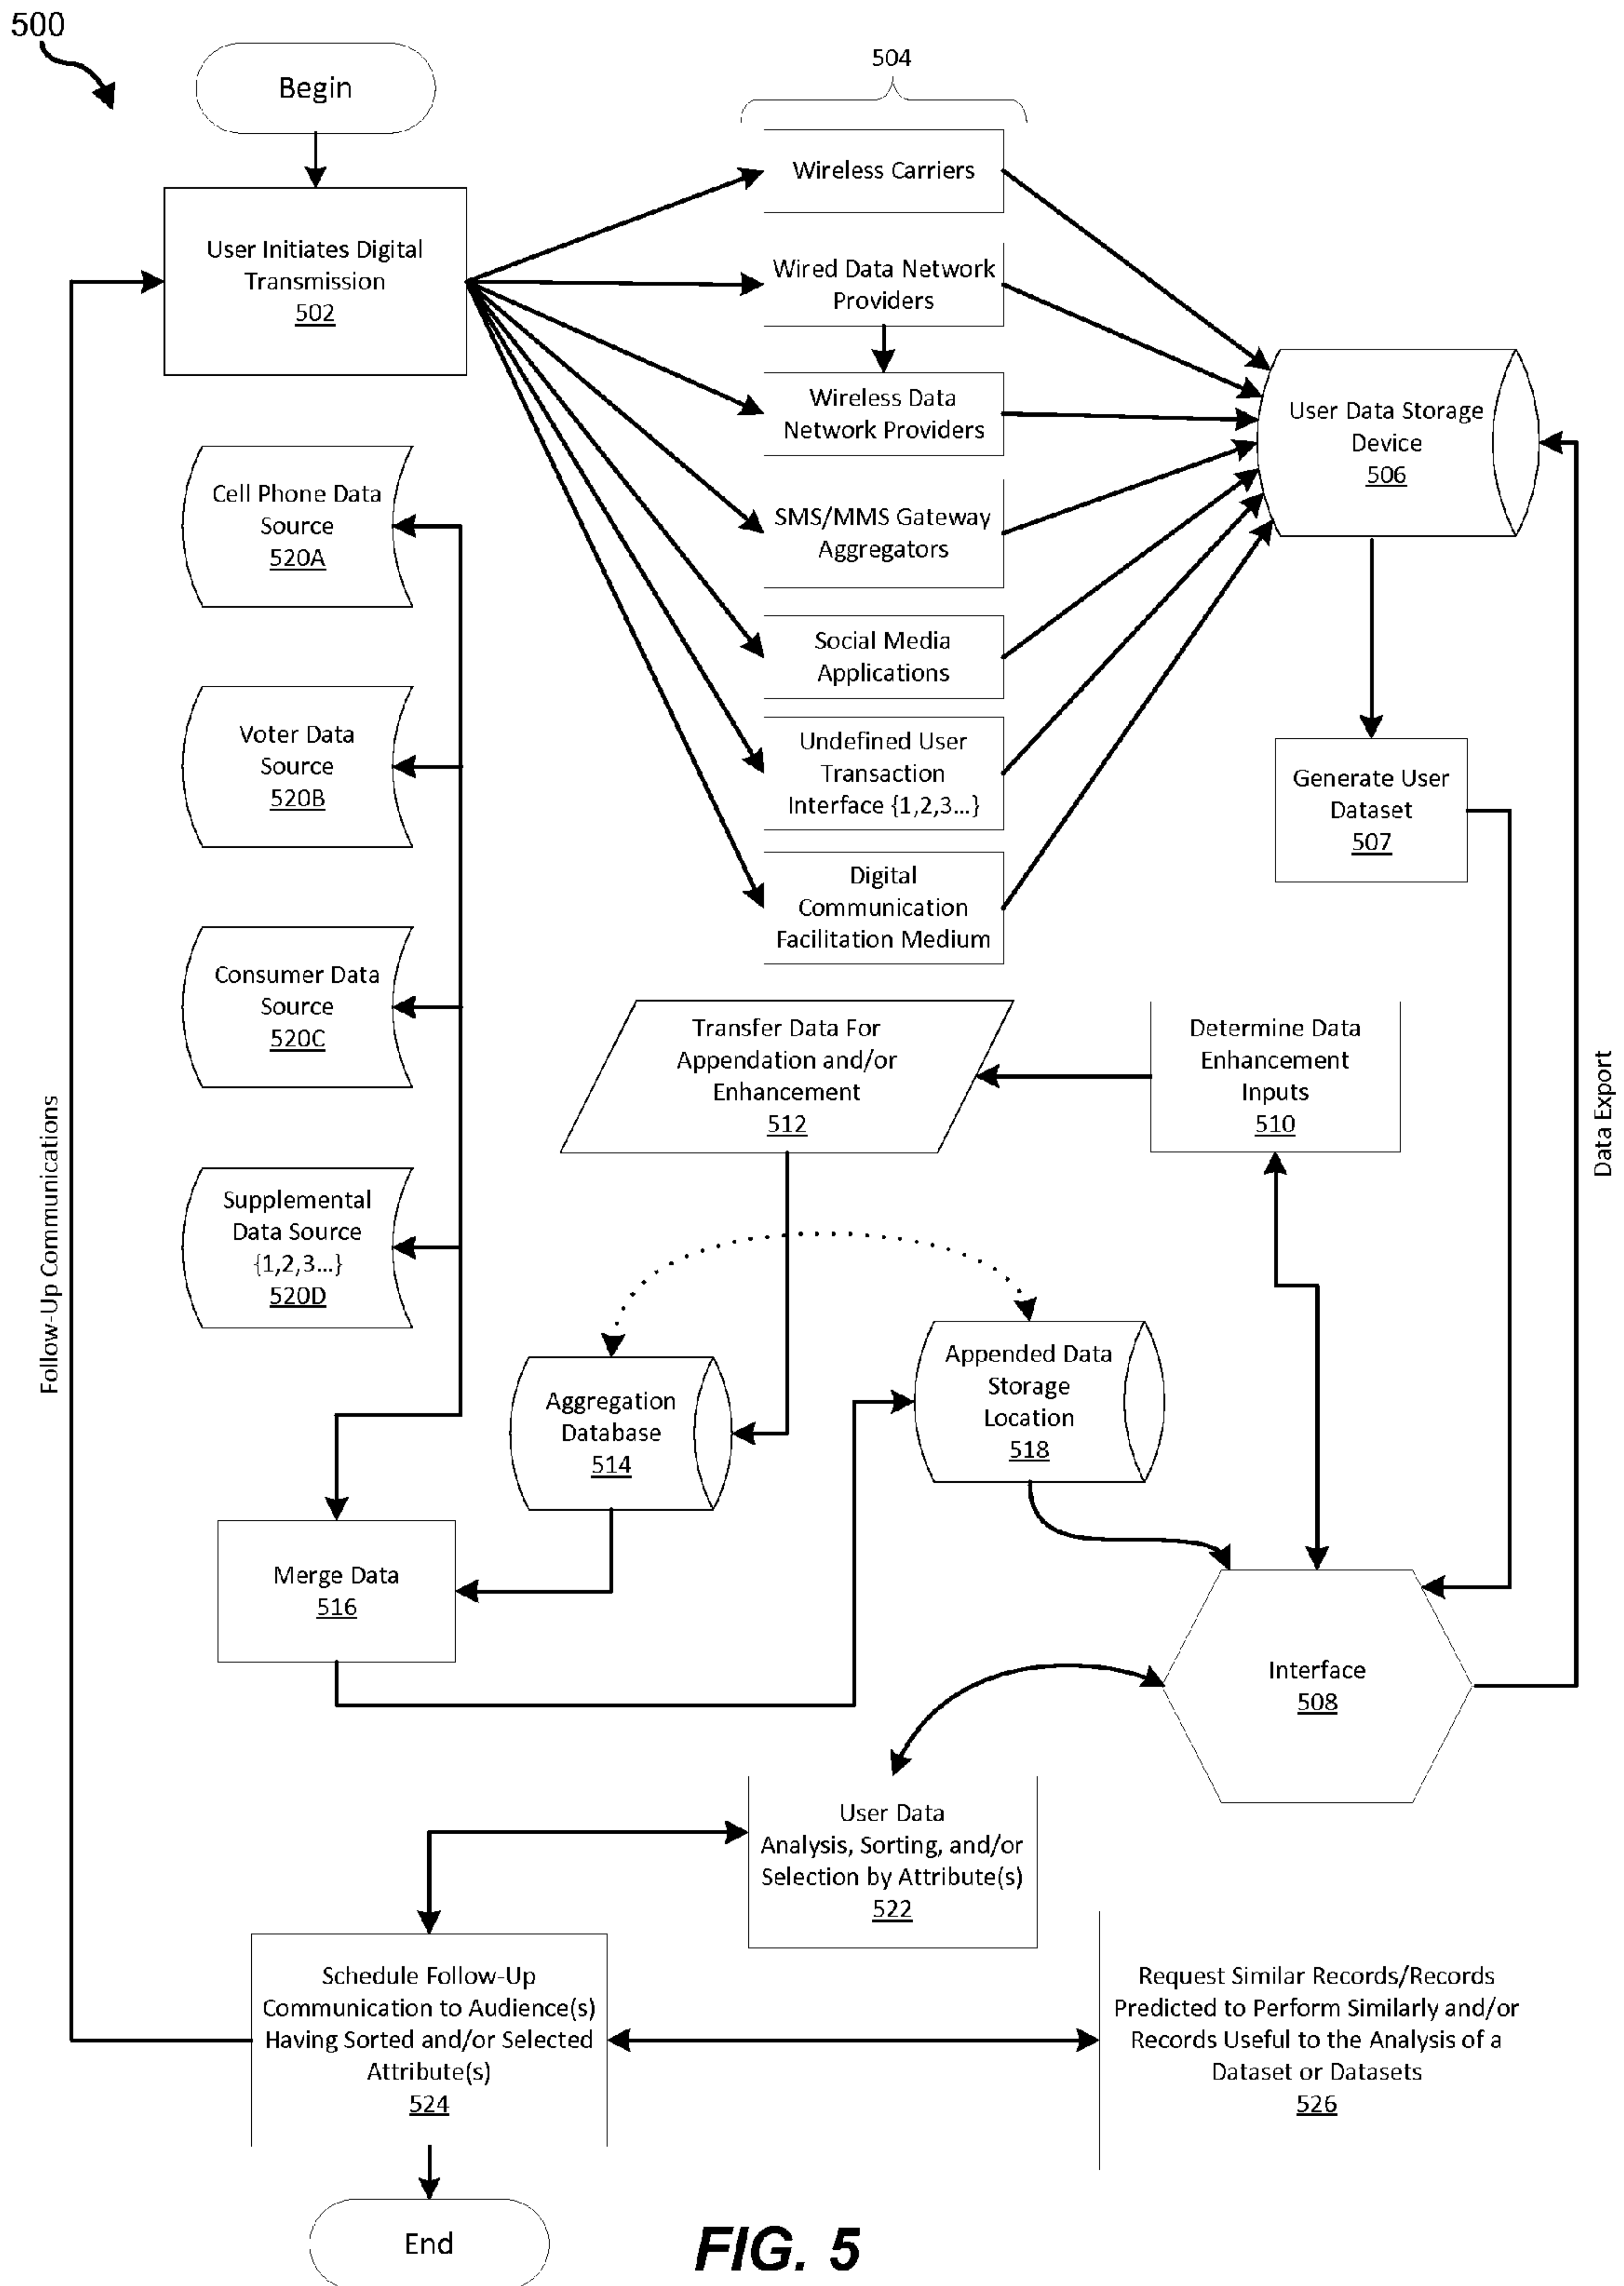 500
Begin
504
User Initiates Digital
Transmission
502
Wireless Carriers
Wired Data Network
Providers
Wireless Data
Network Providers
SMS/MMS Gateway
Aggregators
Social Media
Applications
Undefined User
Transaction
Interface {1,2,3...}
Digital
Communication
Facilitation Medium
User Data Storage
Device
506
Generate User
Dataset
507
Cell Phone Data
Source
520A
Voter Data
Source
520B
Consumer Data
Source
520C
Supplemental
Data Source
{1,2,3...}
520D
Transfer Data For
Appendation and/or
Enhancement
512
Determine Data
Enhancement
Inputs
510
Data Export
Follow-Up Communications
Aggregation
Database
514
Appended Data
Storage
Location
518
Merge Data
516
Interface
508
User Data
Analysis, Sorting, and/or
Selection by Attribute(s)
522
Schedule Follow-Up
Communication to Audience(s)
Having Sorted and/or Selected
Attribute(s)
524
Request Similar Records/Records
Predicted to Perform Similarly and/or
Records Useful to the Analysis of a
Dataset or Datasets
526
End
FIG. 5